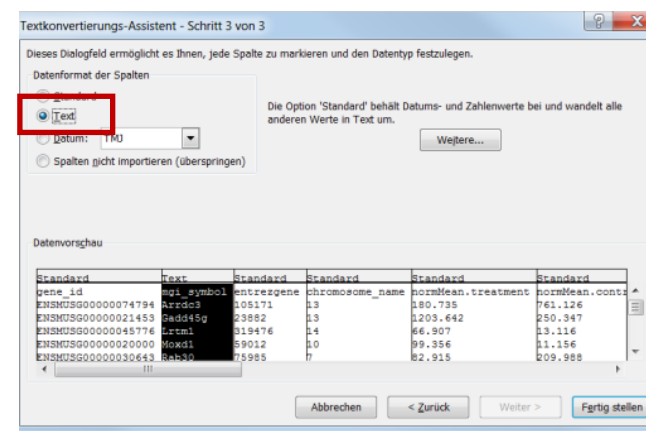 Textkonvertierungs-Assistent - Schritt 3 von 3
Dieses Dialogfeld ermöglicht es Ihnen, jede Spalte zu markieren und den Datentyp festzulegen.
Datenformat der Spalten
Standard
Text
Datum: TMJ
Spalten nicht importieren (überspringen)
Die Option 'Standard' behält Datums- und Zahlenwerte bei und wandelt alle
anderen Werte in Text um.
Weitere...
Datenvorschau
Standard Text Standard Standard Standard Standard
gene_id mgi_symbol entrezgene chromosome_name normMean.treatment normMean.contr
ENSMUSG00000074794 Arrdc3 105171 13 180.735 761.126
ENSMUSG00000021453 Gadd45g 23882 13 1203.642 250.347
ENSMUSG00000045776 Lrtm1 319476 14 66.907 13.116
ENSMUSG00000020000 Moxd1 59012 10 99.356 11.156
ENSMUSG00000030643 Rab30 75985 7 82.915 209.988
Abbrechen < Zurück Weiter > Fertig stellen